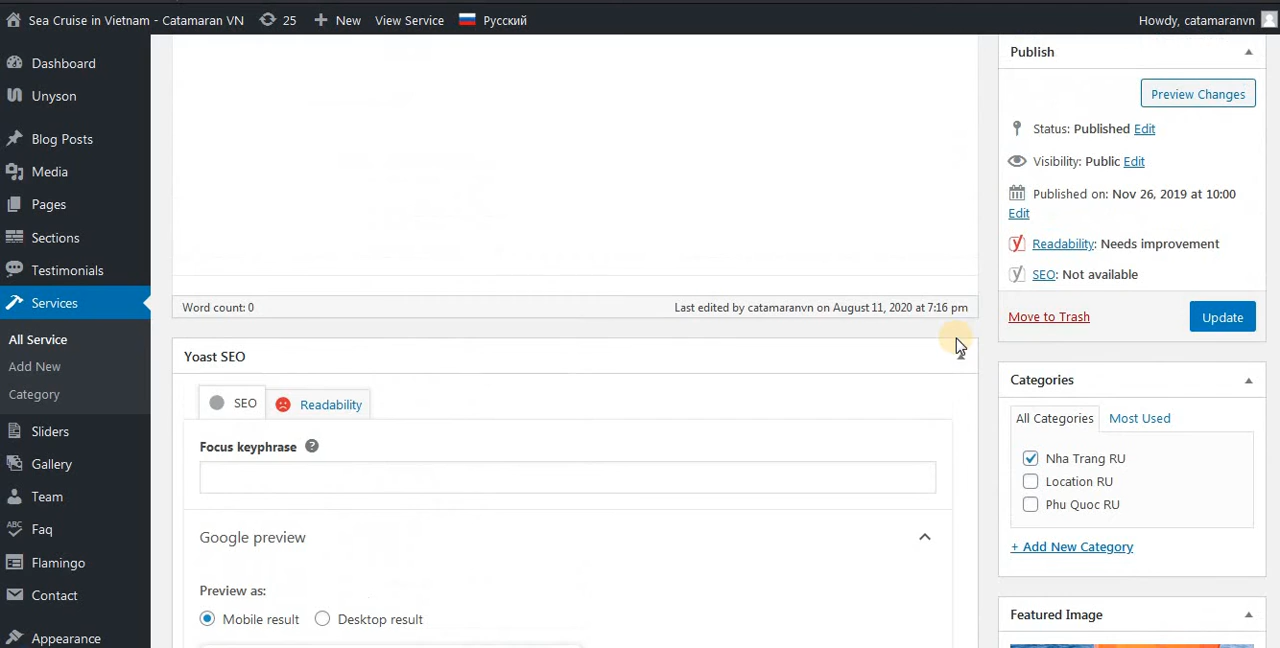 Sea Cruise in Vietnam - Catamaran VN 25 New View Service Русский Howdy, catamaranvn
Dashboard
Unyson
Blog Posts
Media
Pages
Sections
Testimonials
Services
All Service
Add New
Category
Sliders
Gallery
Team
Faq
Flamingo
Contact
Appearance
Word count: 0 Last edited by catamaranvn on August 11, 2020 at 7:16 pm
Yoast SEO
SEO Readability
Focus keyphrase ?
Google preview
Preview as:
Mobile result Desktop result
Publish
Preview Changes
Status: Published Edit
Visibility: Public Edit
Published on: Nov 26, 2019 at 10:00
Edit
Readability: Needs improvement
SEO: Not available
Move to Trash Update
Categories
All Categories Most Used
Nha Trang RU
Location RU
Phu Quoc RU
+ Add New Category
Featured Image